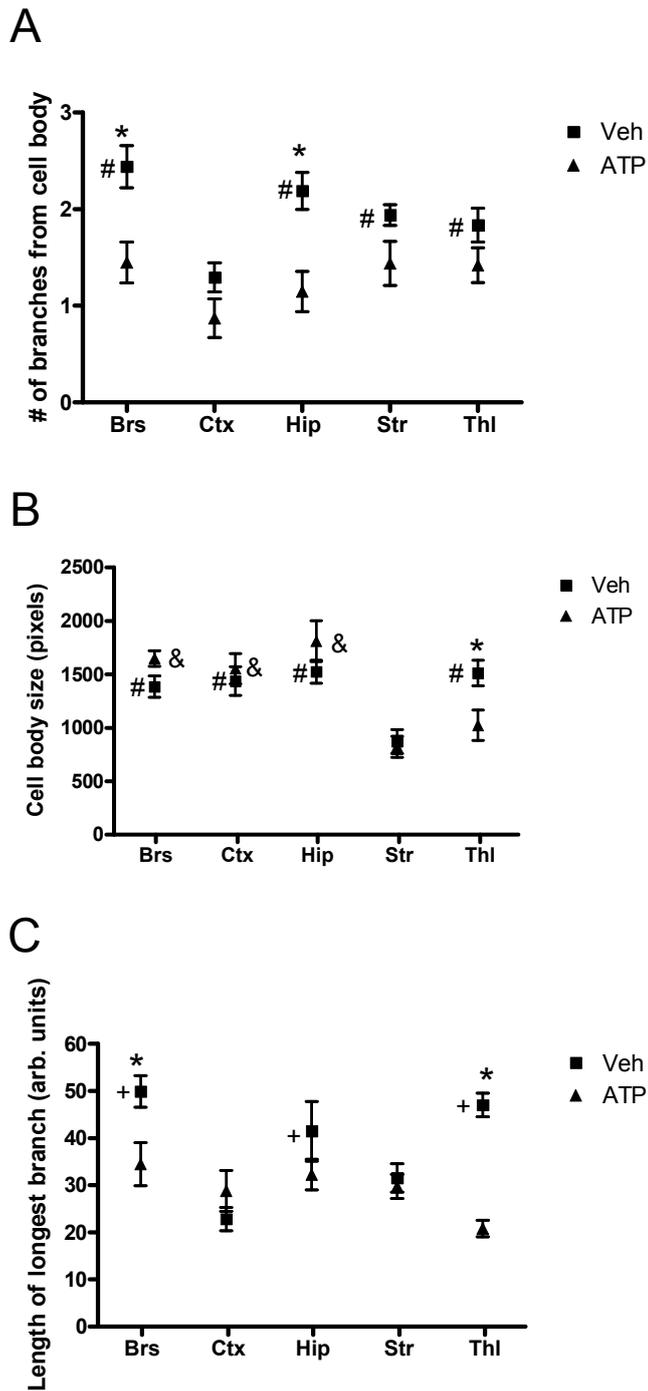 A
# of branches from cell body
3
2
1
0
* *
# # # #
Brs Ctx Hip Str Thl
Veh
ATP
B
Cell body size (pixels)
2500
2000
1500
1000
500
0
& & & *
# # # #
Brs Ctx Hip Str Thl
Veh
ATP
C
Length of longest branch (arb. units)
60
50
40
30
20
10
0
* *
+ + +
Brs Ctx Hip Str Thl
Veh
ATP